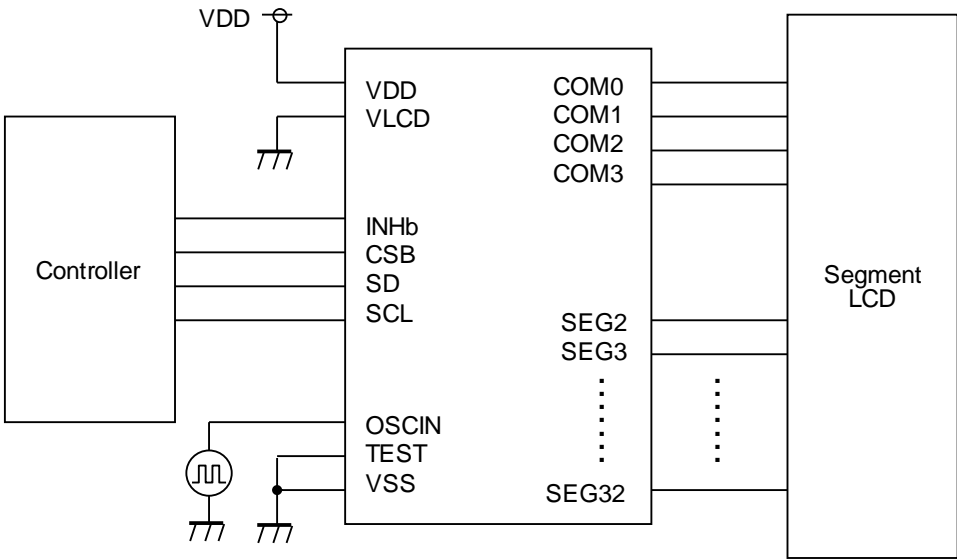 VDD
VDD
VLCD
INHb
CSB
SD
SCL
OSCIN
TEST
VSS
COM0
COM1
COM2
COM3
SEG2
SEG3
SEG32
Controller
Segment
LCD